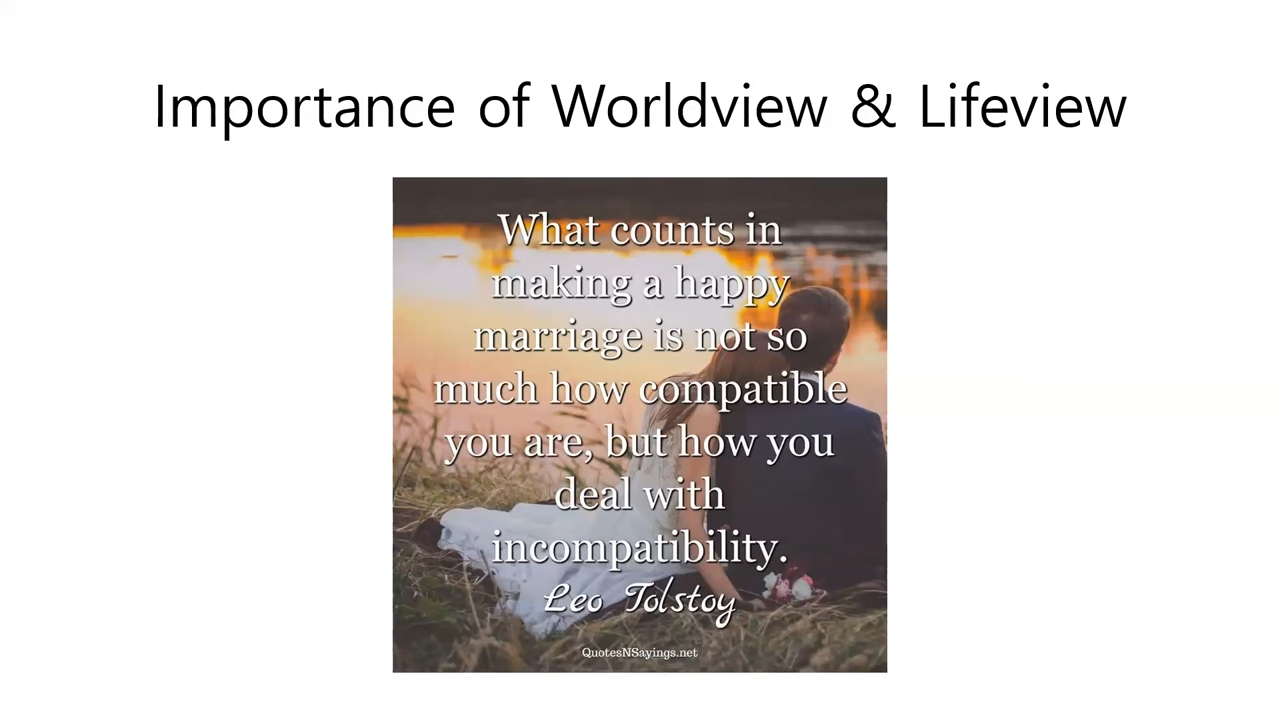 Importance of Worldview & Lifeview
What counts in
making a happy
marriage is not so
much how compatible
you are, but how you
deal with
incompatibility.
Leo Tolstoy
QuotesNSayings.net